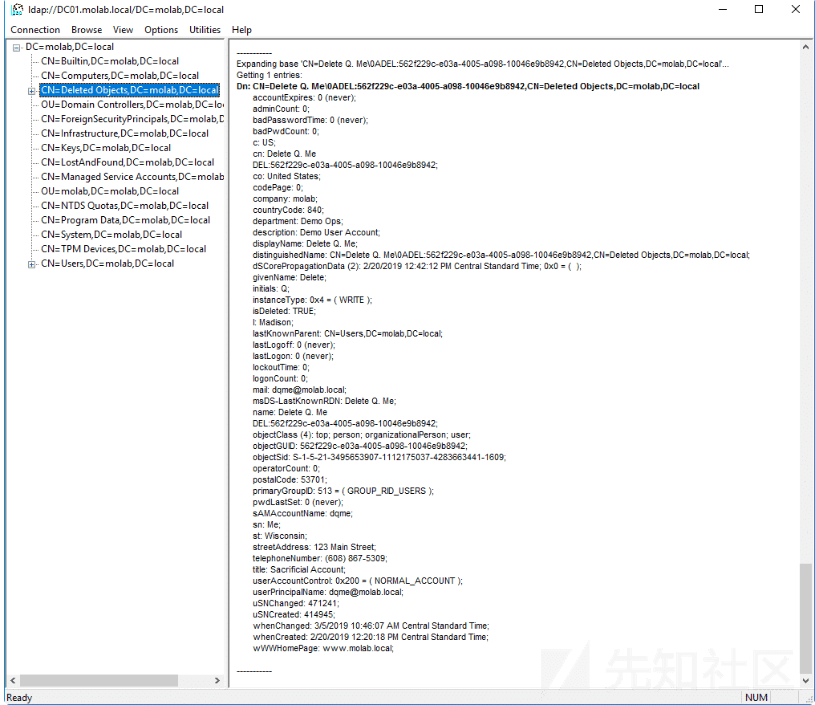 ldap://DC01.molab.local/DC=molab,DC=local
Connection Browse View Options Utilities Help
DC=molab,DC=local
CN=Builtin,DC=molab,DC=local
CN=Computers,DC=molab,DC=local
CN=Deleted Objects,DC=molab,DC=local
OU=Domain Controllers,DC=molab,DC=lo
CN=ForeignSecurityPrincipals,DC=molab,D
CN=Infrastructure,DC=molab,DC=local
CN=Keys,DC=molab,DC=local
CN=LostAndFound,DC=molab,DC=local
CN=Managed Service Accounts,DC=molab
OU=molab,DC=molab,DC=local
CN=NTDS Quotas,DC=molab,DC=local
CN=Program Data,DC=molab,DC=local
CN=System,DC=molab,DC=local
CN=TPM Devices,DC=molab,DC=local
CN=Users,DC=molab,DC=local
-----------
Expanding base 'CN=Delete Q. Me\0ADEL:562f229c-e03a-4005-a098-10046e9b8942,CN=Deleted Objects,DC=molab,DC=local'...
Getting 1 entries:
Dn: CN=Delete Q. Me\0ADEL:562f229c-e03a-4005-a098-10046e9b8942,CN=Deleted Objects,DC=molab,DC=local
accountExpires: 0 (never);
adminCount: 0;
badPasswordTime: 0 (never);
badPwdCount: 0;
c: US;
cn: Delete Q. Me
DEL:562f229c-e03a-4005-a098-10046e9b8942;
co: United States;
codePage: 0;
company: molab;
countryCode: 840;
department: Demo Ops;
description: Demo User Account;
displayName: Delete Q. Me;
distinguishedName: CN=Delete Q. Me\0ADEL:562f229c-e03a-4005-a098-10046e9b8942,CN=Deleted Objects,DC=molab,DC=local;
dSCorePropagationData (2): 2/20/2019 12:42:12 PM Central Standard Time; 0x0 = (  );
givenName: Delete;
initials: Q;
instanceType: 0x4 = ( WRITE );
isDeleted: TRUE;
l: Madison;
lastKnownParent: CN=Users,DC=molab,DC=local;
lastLogoff: 0 (never);
lastLogon: 0 (never);
lockoutTime: 0;
logonCount: 0;
mail: dqme@molab.local;
msDS-LastKnownRDN: Delete Q. Me;
name: Delete Q. Me
DEL:562f229c-e03a-4005-a098-10046e9b8942;
objectClass (4): top; person; organizationalPerson; user;
objectGUID: 562f229c-e03a-4005-a098-10046e9b8942;
objectSid: S-1-5-21-3495653907-1112175037-4283663441-1609;
operatorCount: 0;
postalCode: 53701;
primaryGroupID: 513 = ( GROUP_RID_USERS );
pwdLastSet: 0 (never);
sAMAccountName: dqme;
sn: Me;
st: Wisconsin;
streetAddress: 123 Main Street;
telephoneNumber: (608) 867-5309;
title: Sacrificial Account;
userAccountControl: 0x200 = ( NORMAL_ACCOUNT );
userPrincipalName: dqme@molab.local;
uSNChanged: 471241;
uSNCreated: 414945;
whenChanged: 3/5/2019 10:46:07 AM Central Standard Time;
whenCreated: 2/20/2019 12:20:18 PM Central Standard Time;
wWWHomePage: www.molab.local;
-----------
先知社区
Ready
NUM